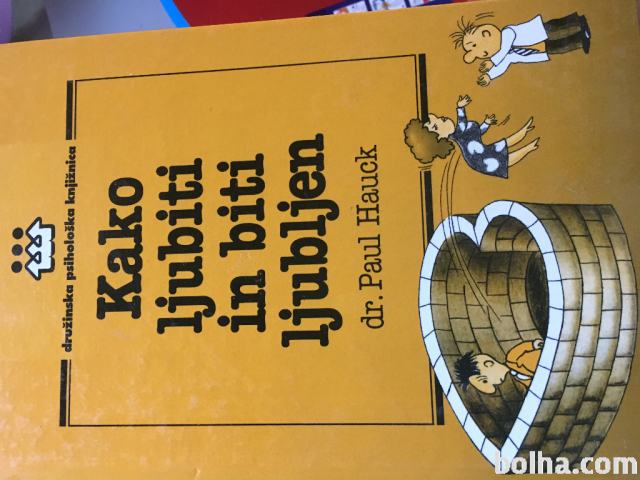 družinska psihološka knjižnica
Kako
ljubiti
in biti
ljubljen
dr. Paul Hauck
bolha.com